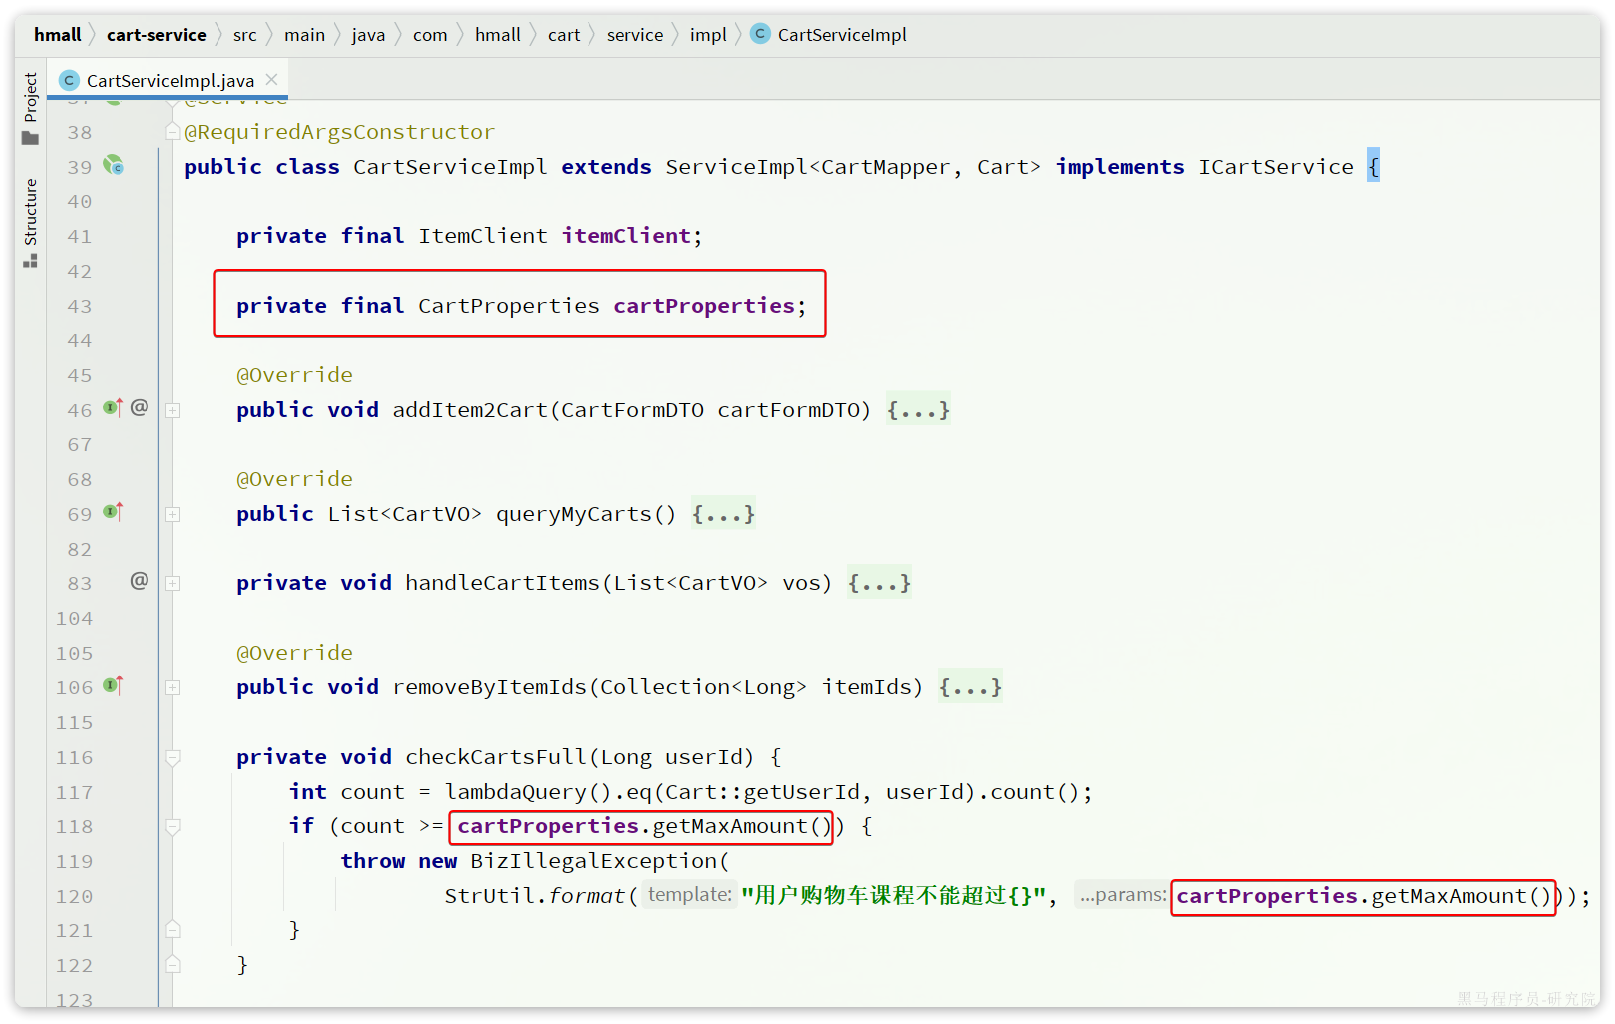 hmall cart-service src main java com hmall cart service impl CartServiceImpl
CartServiceImpl.java
Project
Structure
37 @Service
38 @RequiredArgsConstructor
39 public class CartServiceImpl extends ServiceImpl<CartMapper, Cart> implements ICartService {
40
41 private final ItemClient itemClient;
42
43 private final CartProperties cartProperties;
44
45 @Override
46 public void addItem2Cart(CartFormDTO cartFormDTO) {...}
67
68 @Override
69 public List<CartVO> queryMyCarts() {...}
82
83 private void handleCartItems(List<CartVO> vos) {...}
104
105 @Override
106 public void removeByItemIds(Collection<Long> itemIds) {...}
115
116 private void checkCartsFull(Long userId) {
117 int count = lambdaQuery().eq(Cart::getUserId, userId).count();
118 if (count >= cartProperties.getMaxAmount()) {
119 throw new BizIllegalException(
120 StrUtil.format( template: "用户购物车课程不能超过{}", ...params: cartProperties.getMaxAmount()));
121 }
122 }
123
黑马程序员-研究院